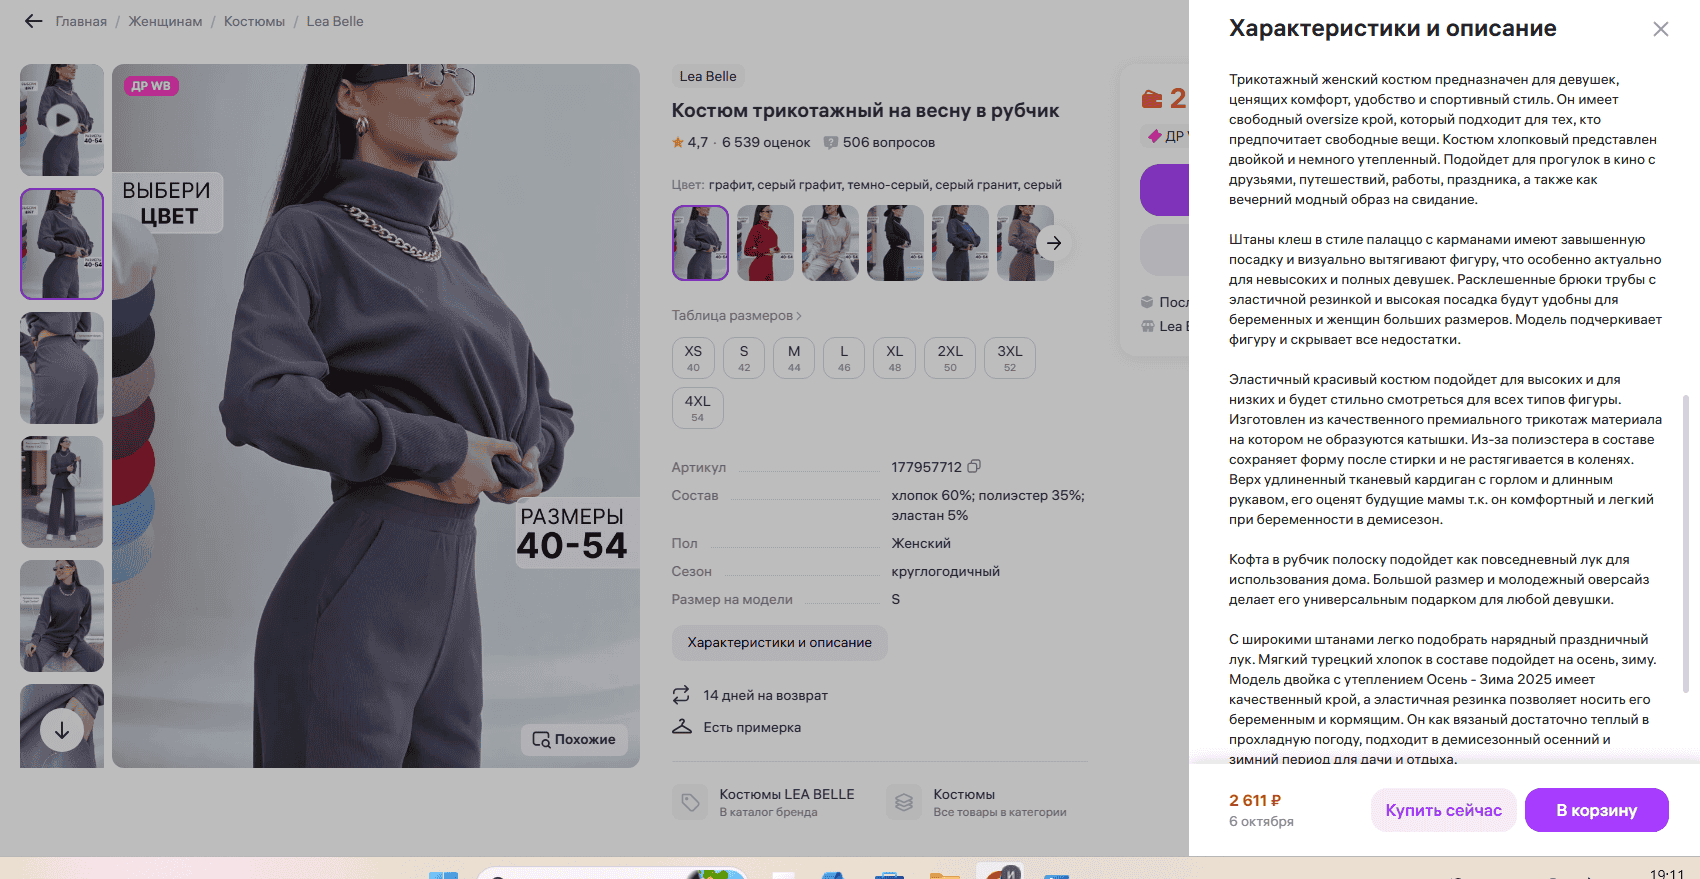 Главная / Женщинам / Костюмы / Lea Belle
ДР WB
ВЫБЕРИ
ЦВЕТ
РАЗМЕРЫ
40-54
Похожие
Lea Belle
Костюм трикотажный на весну в рубчик
4,7 · 6 539 оценок 506 вопросов
Цвет: графит, серый графит, темно-серый, серый гранит, серый
Таблица размеров
XS S M L XL 2XL 3XL
40 42 44 46 48 50 52
4XL
54
Артикул 177957712
Состав хлопок 60%; полиэстер 35%;
эластан 5%
Пол Женский
Сезон круглогодичный
Размер на модели S
Характеристики и описание
14 дней на возврат
Есть примерка
Костюмы LEA BELLE
В каталог бренда
Костюмы
Все товары в категории
2
ДР
Посл
Lea
Характеристики и описание
Трикотажный женский костюм предназначен для девушек,
ценящих комфорт, удобство и спортивный стиль. Он имеет
свободный oversize крой, который подходит для тех, кто
предпочитает свободные вещи. Костюм хлопковый представлен
двойкой и немного утепленный. Подойдет для прогулок в кино с
друзьями, путешествий, работы, праздника, а также как
вечерний модный образ на свидание.
Штаны клеш в стиле палаццо с карманами имеют завышенную
посадку и визуально вытягивают фигуру, что особенно актуально
для невысоких и полных девушек. Расклешенные брюки трубы с
эластичной резинкой и высокая посадка будут удобны для
беременных и женщин больших размеров. Модель подчеркивает
фигуру и скрывает все недостатки.
Эластичный красивый костюм подойдет для высоких и для
низких и будет стильно смотреться для всех типов фигуры.
Изготовлен из качественного премиального трикотаж материала
на котором не образуются катышки. Из-за полиэстера в составе
сохраняет форму после стирки и не растягивается в коленях.
Верх удлиненный тканевый кардиган с горлом и длинным
рукавом, его оценят будущие мамы т.к. он комфортный и легкий
при беременности в демисезон.
Кофта в рубчик полоску подойдет как повседневный лук для
использования дома. Большой размер и молодежный оверсайз
делает его универсальным подарком для любой девушки.
С широкими штанами легко подобрать нарядный праздничный
лук. Мягкий турецкий хлопок в составе подойдет на осень, зиму.
Модель двойка с утеплением Осень - Зима 2025 имеет
качественный крой, а эластичная резинка позволяет носить его
беременным и кормящим. Он как вязаный достаточно теплый в
прохладную погоду, подходит в демисезонный осенний и
зимний период для дачи и отдыха.
2 611 ₽
6 октября
Купить сейчас
В корзину
19:11